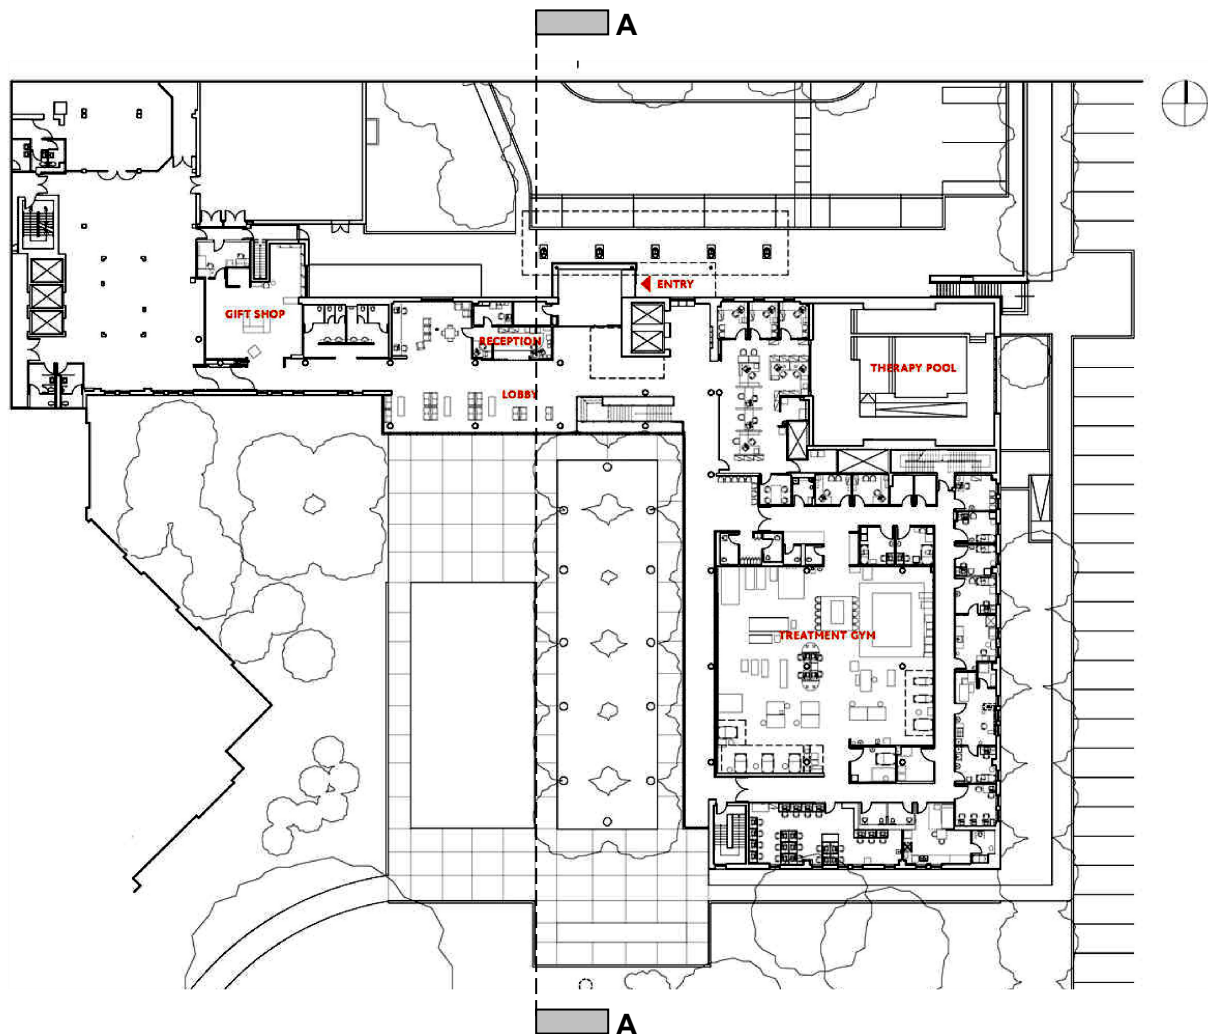 A
ENTRY
GIFT SHOP
RECEPTION
THERAPY POOL
LOBBY
TREATMENT GYM
A